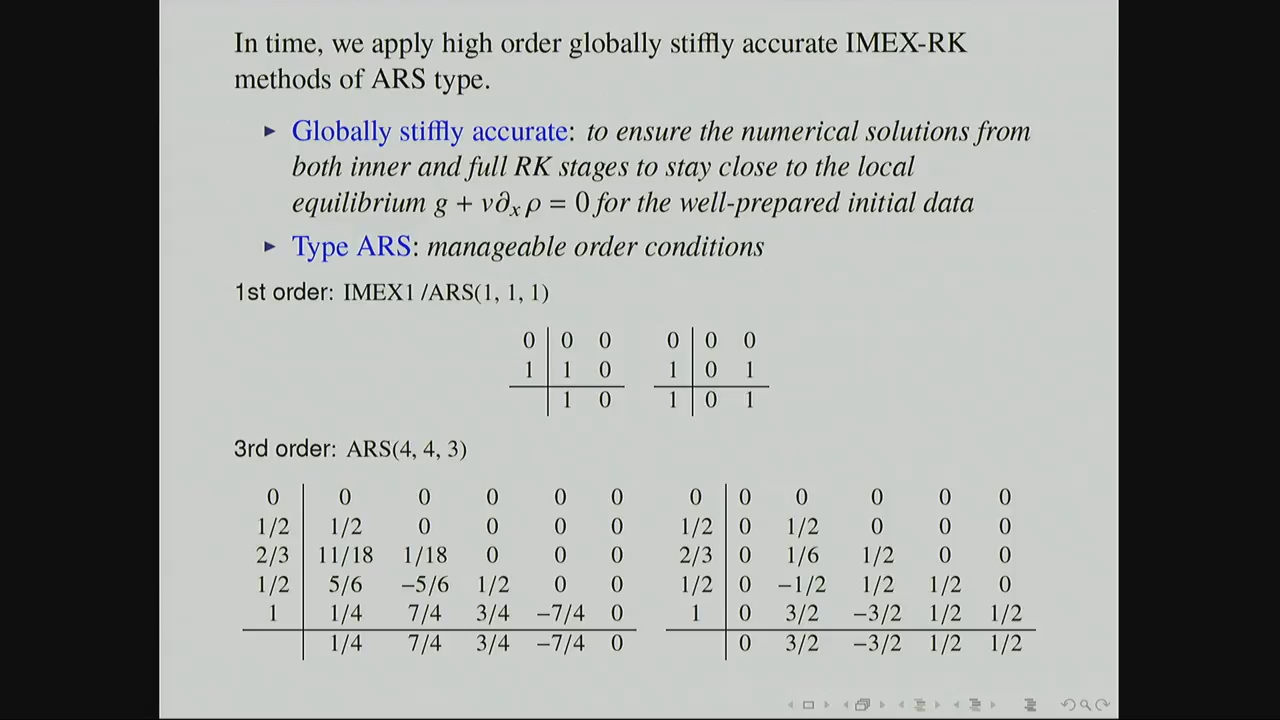 In time, we apply high order globally stiffly accurate IMEX-RK
methods of ARS type.
▶ Globally stiffly accurate: to ensure the numerical solutions from
both inner and full RK stages to stay close to the local
equilibrium g + v∂ₓρ = 0 for the well-prepared initial data
▶ Type ARS: manageable order conditions
1st order: IMEX1 /ARS(1, 1, 1)
0 0 0 0 0 0
1 1 0 1 0 1
1 0 1 0 1
3rd order: ARS(4, 4, 3)
0 0 0 0 0 0 0 0 0 0 0 0
1/2 1/2 0 0 0 0 1/2 0 1/2 0 0 0
2/3 11/18 1/18 0 0 0 2/3 0 1/6 1/2 0 0
1/2 5/6 −5/6 1/2 0 0 1/2 0 −1/2 1/2 1/2 0
1 1/4 7/4 3/4 −7/4 0 1 0 3/2 −3/2 1/2 1/2
1/4 7/4 3/4 −7/4 0 0 3/2 −3/2 1/2 1/2